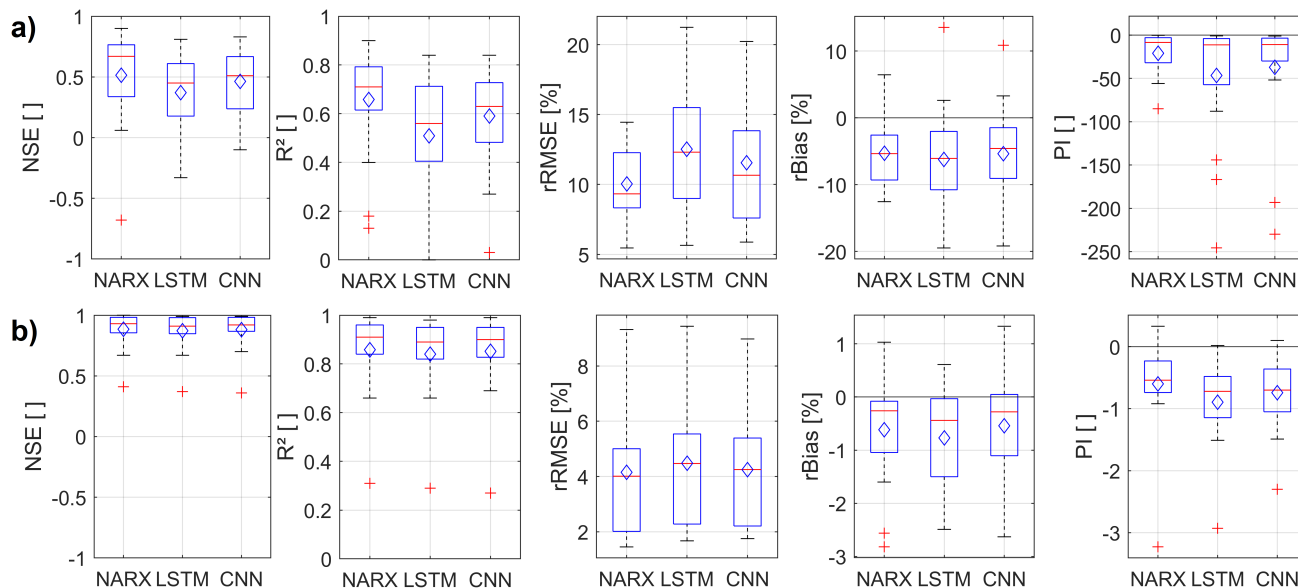 a)
NSE [ ]
1
0.5
0
-0.5
1
NARX LSTM CNN
R² [ ]
1
0.8
0.6
0.4
0.2
0
NARX LSTM CNN
rRMSE [%]
20
15
10
5
NARX LSTM CNN
rBias [%]
10
0
-10
-20
NARX LSTM CNN
PI [ ]
0
-50
-100
-150
-200
-250
NARX LSTM CNN
b)
NSE [ ]
1
0.5
0
-0.5
1
NARX LSTM CNN
R² [ ]
1
0.8
0.6
0.4
0.2
0
NARX LSTM CNN
rRMSE [%]
8
6
4
2
NARX LSTM CNN
rBias [%]
1
0
-1
-2
-3
NARX LSTM CNN
PI [ ]
0
-1
-2
-3
NARX LSTM CNN